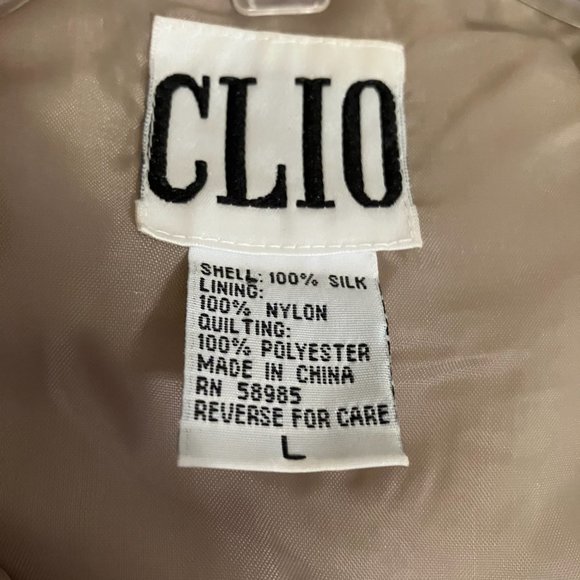 CLIO
SHELL: 100% SILK
LINING:
100% NYLON
QUILTING:
100% POLYESTER
MADE IN CHINA
RN 58985
REVERSE FOR CARE
L